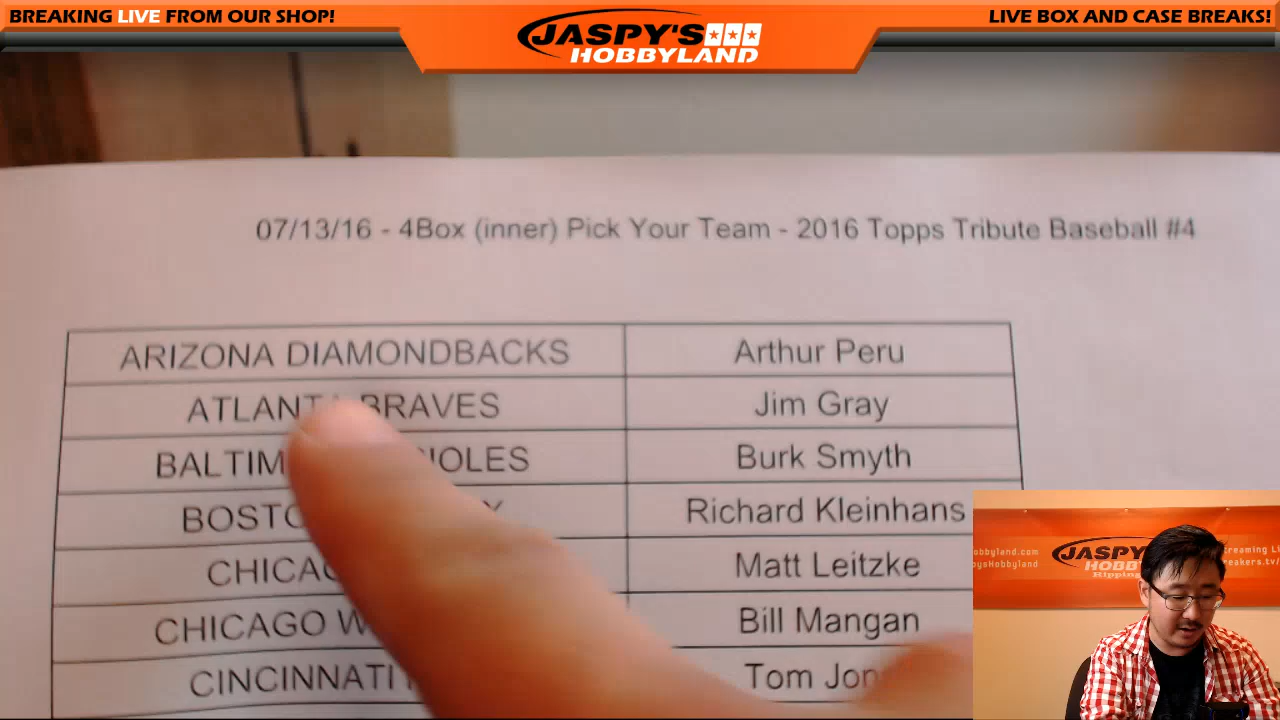 BREAKING LIVE FROM OUR SHOP!
JASPY'S
HOBBYLAND
LIVE BOX AND CASE BREAKS!
07/13/16 - 4Box (inner) Pick Your Team - 2016 Topps Tribute Baseball #4
ARIZONA DIAMONDBACKS Arthur Peru
ATLANTA BRAVES Jim Gray
Burk Smyth
Richard Kleinhans
Matt Leitzke
CHICAGO Bill Mangan
CINCINNATI Tom